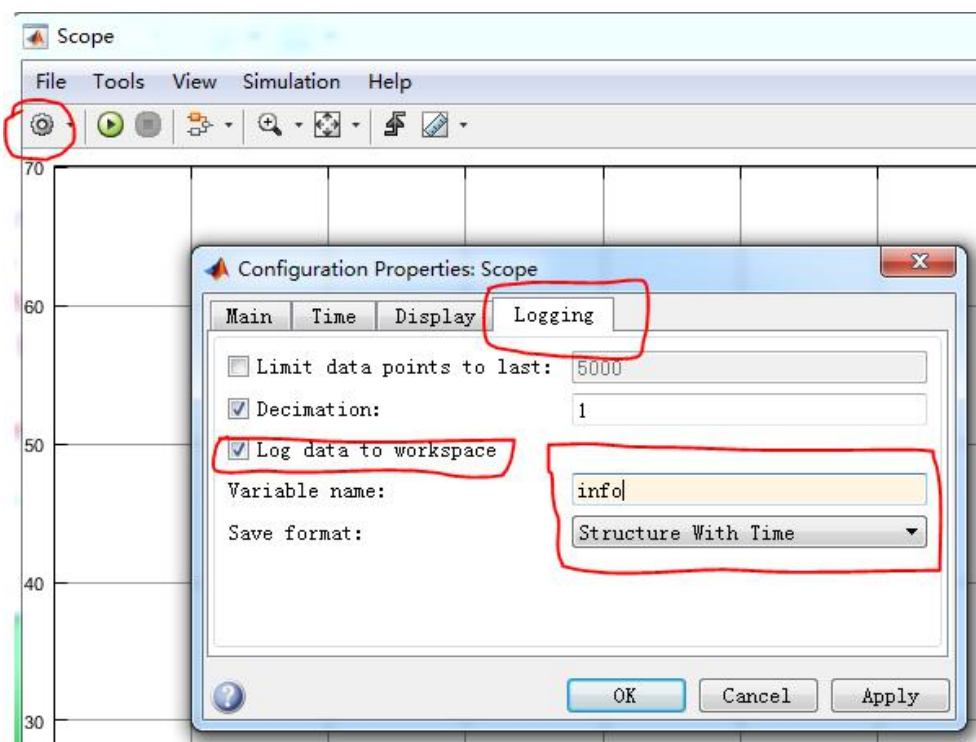 Scope
File Tools View Simulation Help
70
60
50
40
30
Configuration Properties: Scope
Main Time Display Logging
Limit data points to last: 5000
Decimation: 1
Log data to workspace
Variable name: info
Save format: Structure With Time
OK Cancel Apply